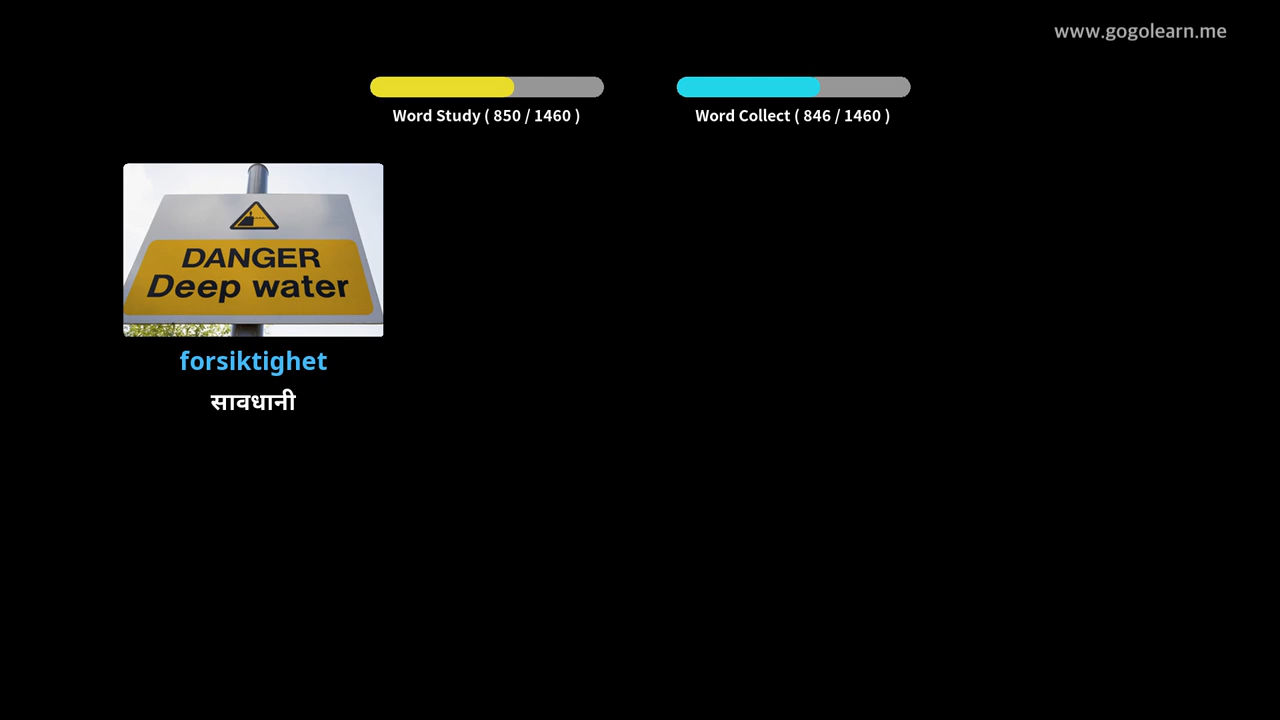 www.gogolearn.me
Word Study ( 850 / 1460 )
Word Collect ( 846 / 1460 )
DANGER
Deep water
forsiktighet
सावधानी